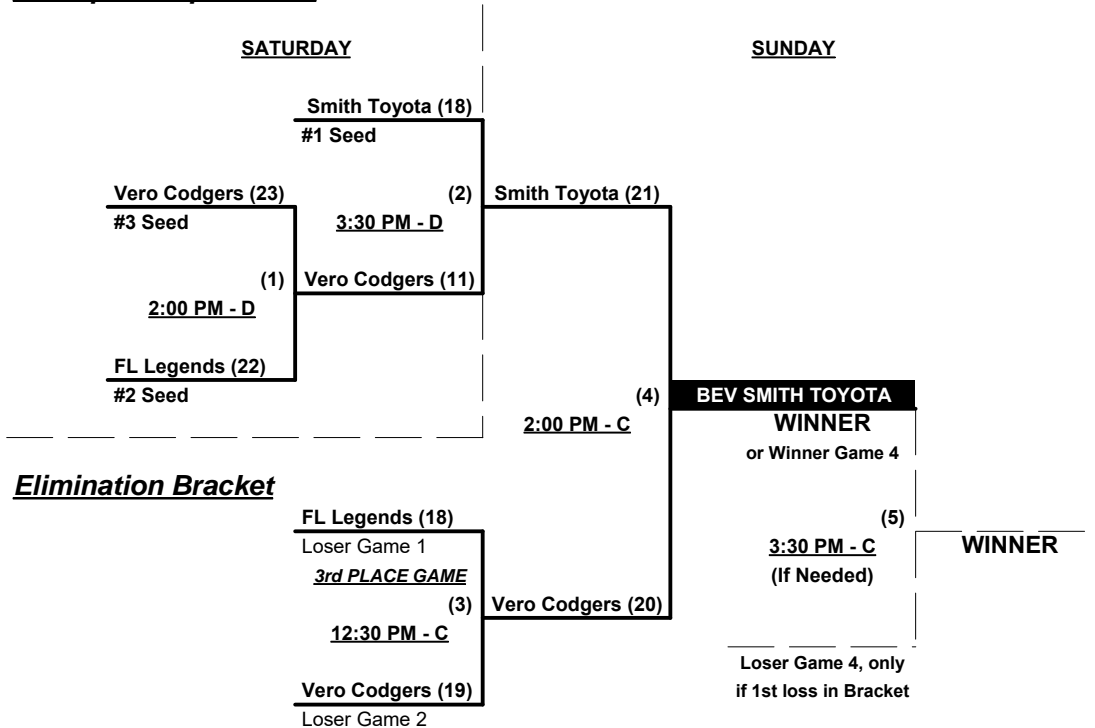 SATURDAY
SUNDAY
Smith Toyota (18)
#1 Seed
Vero Codgers (23)
(2)
Smith Toyota (21)
#3 Seed
3:30 PM - D
(1)
Vero Codgers (11)
2:00 PM - D
FL Legends (22)
#2 Seed
(4)
BEV SMITH TOYOTA
2:00 PM - C
WINNER
or Winner Game 4
Elimination Bracket
FL Legends (18)
(5)
Loser Game 1
3:30 PM - C
WINNER
3rd PLACE GAME
(If Needed)
(3)
Vero Codgers (20)
12:30 PM - C
Loser Game 4, only
if 1st loss in Bracket
Vero Codgers (19)
Loser Game 2